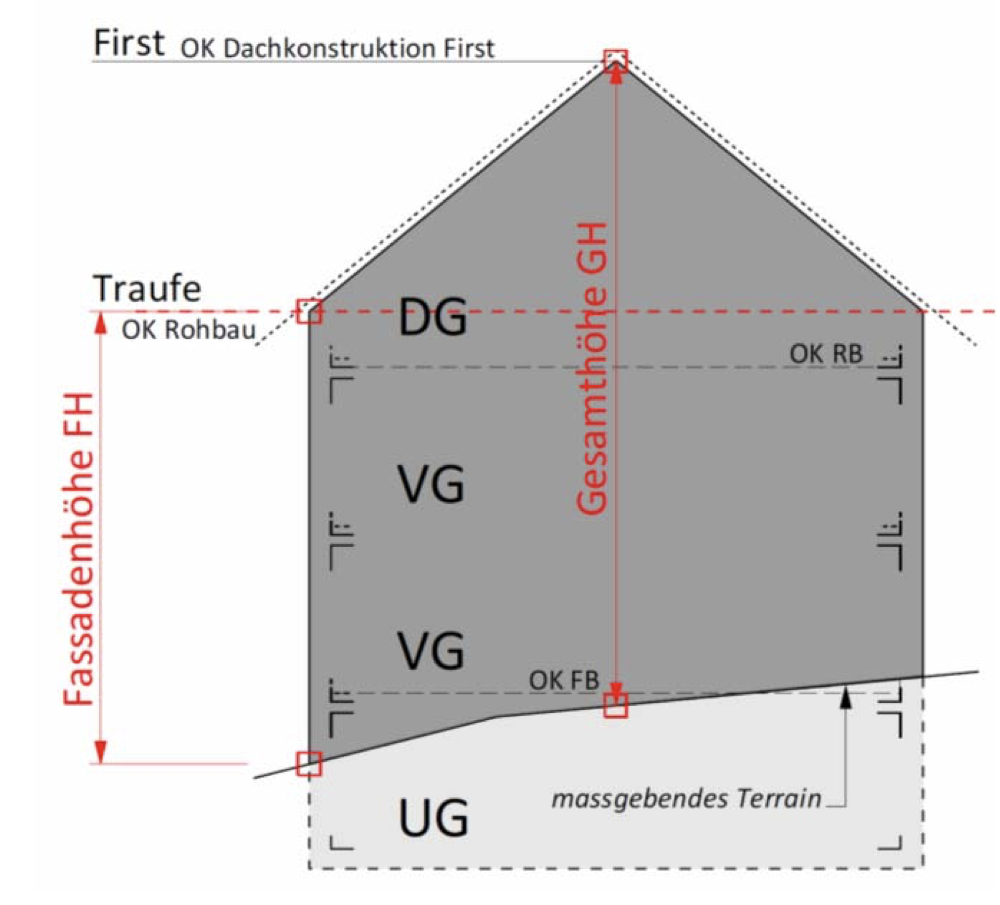 First OK Dachkonstruktion First
Traufe
OK Rohbau
DG
OK RB
Gesamthöhe GH
Fassadenhöhe FH
VG
VG
OK FB
massgebendes Terrain
UG